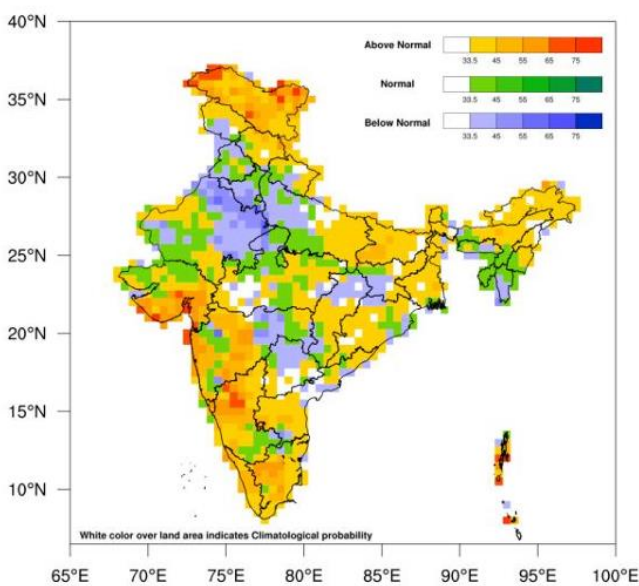 40°N
35°N
30°N
25°N
20°N
15°N
10°N
Above Normal
33.5 45 55 65 75
Normal
33.5 45 55 65 75
Below Normal
33.5 45 55 65 75
White color over land area indicates Climatological probability
65°E 70°E 75°E 80°E 85°E 90°E 95°E 100°E